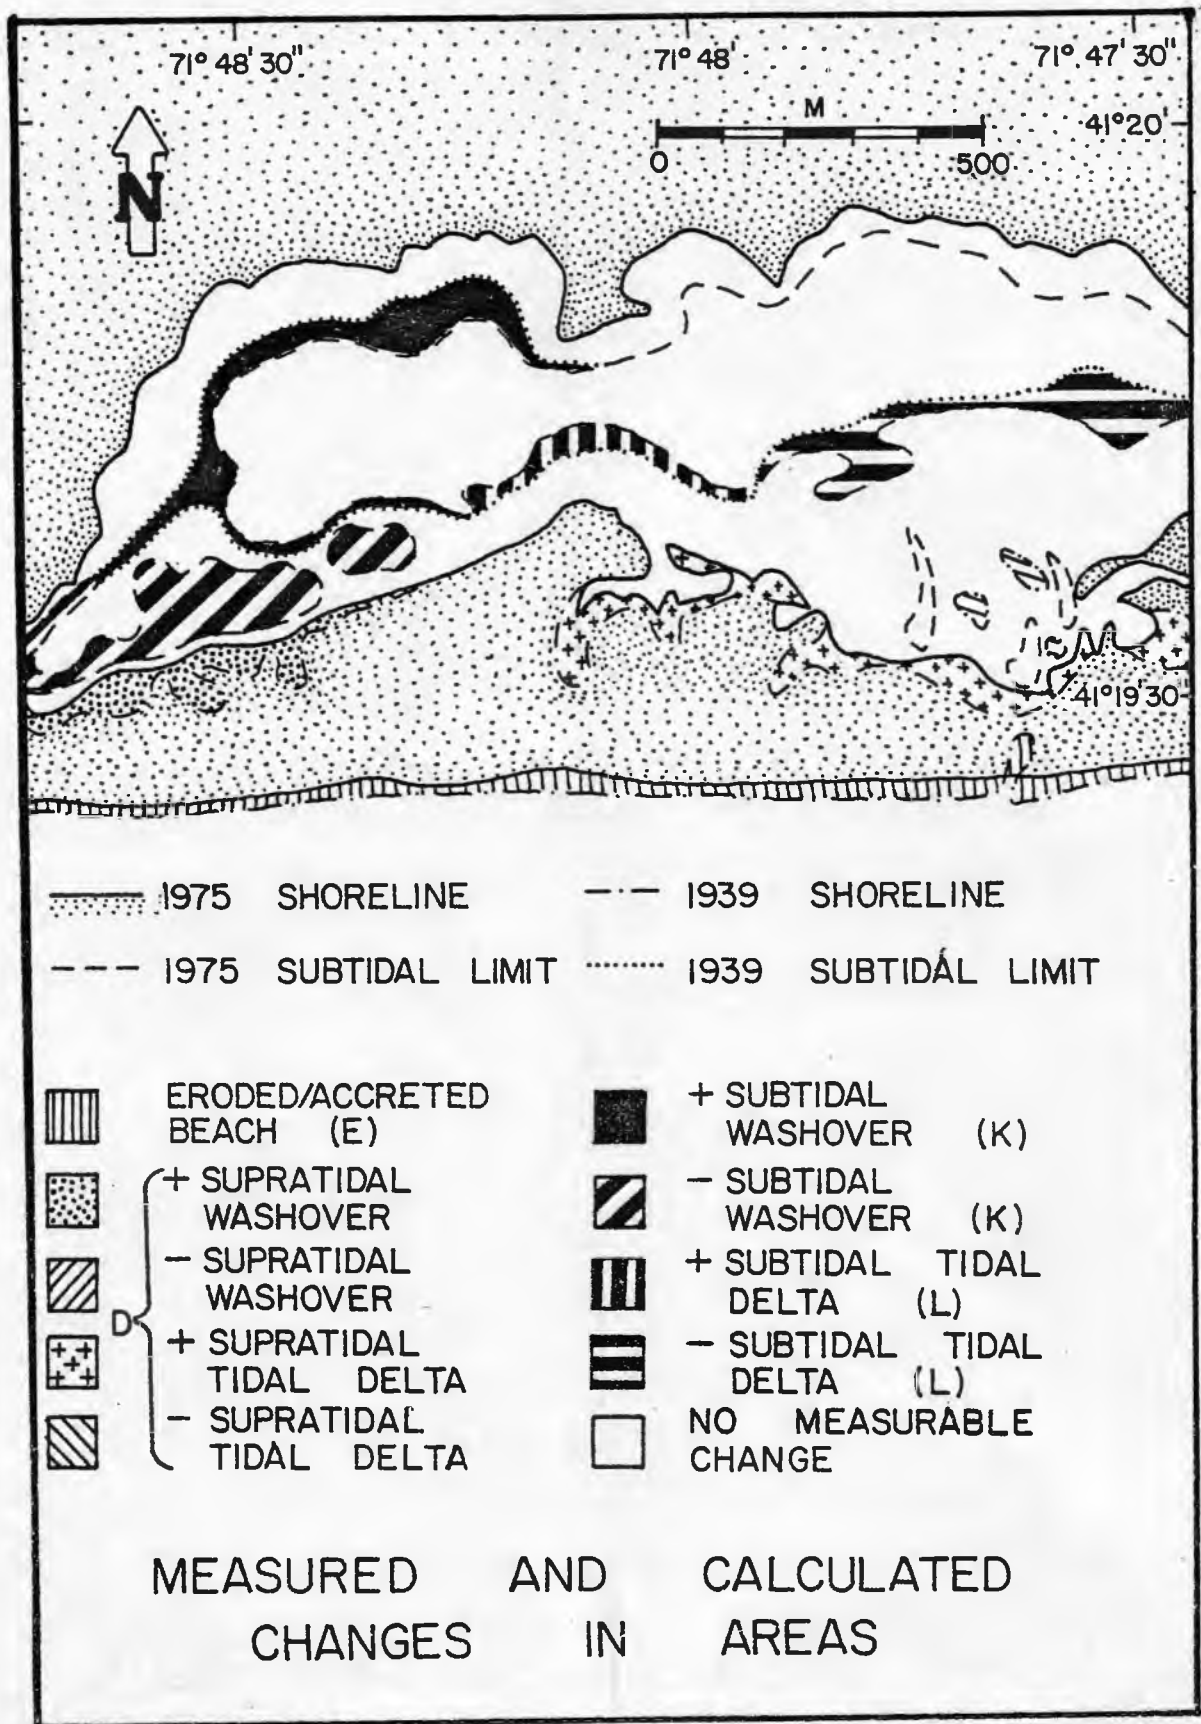 71° 48' 30"
71° 48'
71° 47' 30"
M
41° 20'
0
500
N
41° 19' 30
1975 SHORELINE
1939 SHORELINE
1975 SUBTIDAL LIMIT
1939 SUBTIDAL LIMIT
ERODED/ACCRETED
BEACH (E)
+ SUPRATIDAL
WASHOVER
− SUPRATIDAL
WASHOVER
D
+ SUPRATIDAL
TIDAL DELTA
− SUPRATIDAL
TIDAL DELTA
+ SUBTIDAL
WASHOVER (K)
− SUBTIDAL
WASHOVER (K)
+ SUBTIDAL TIDAL
DELTA (L)
− SUBTIDAL TIDAL
DELTA (L)
NO MEASURABLE
CHANGE
MEASURED AND CALCULATED
CHANGES IN AREAS